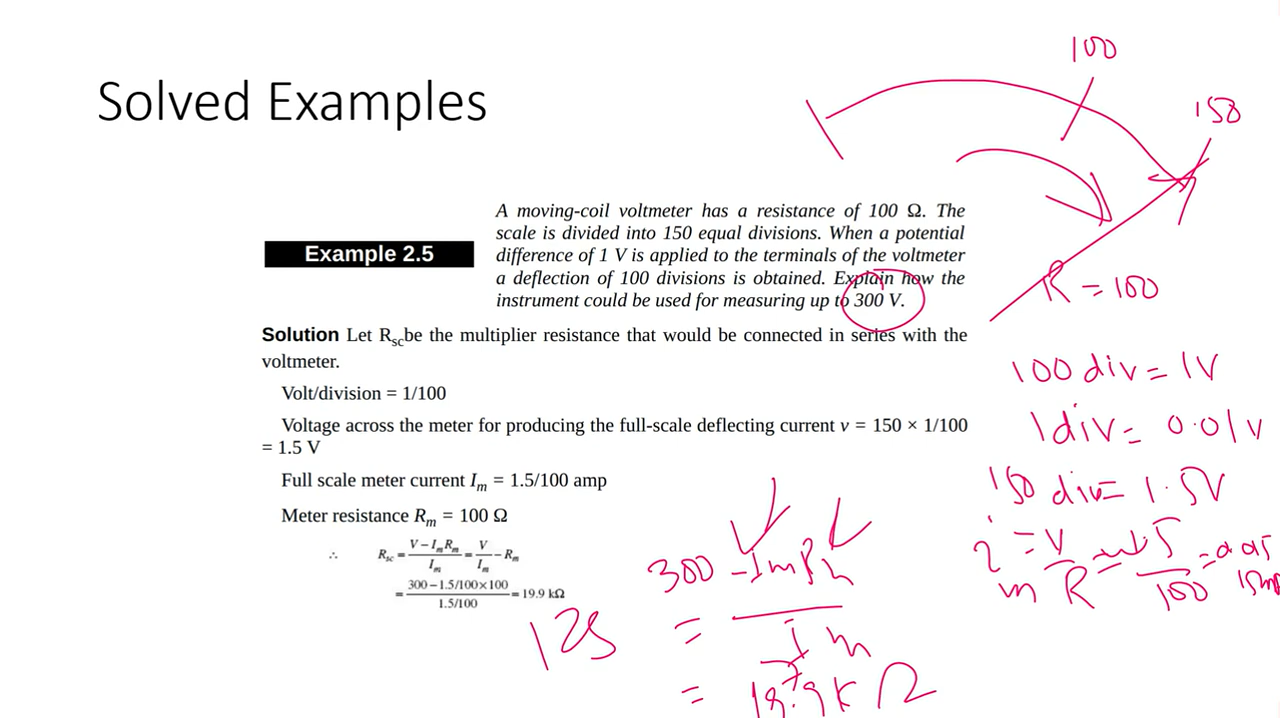 Solved Examples
100
150
Example 2.5
A moving-coil voltmeter has a resistance of 100 Ω. The
scale is divided into 150 equal divisions. When a potential
difference of 1 V is applied to the terminals of the voltmeter
a deflection of 100 divisions is obtained. Explain how the
instrument could be used for measuring up to 300 V.
R = 100
Solution Let Rscbe the multiplier resistance that would be connected in series with the
voltmeter.
Volt/division = 1/100
Voltage across the meter for producing the full-scale deflecting current v = 150 × 1/100
= 1.5 V
Full scale meter current Im = 1.5/100 amp
Meter resistance Rm = 100 Ω
∴ Rsc = V – ImRm / Im = V / Im – Rm
= 300 – 1.5/100×100 / 1.5/100 = 19.9 kΩ
100 div = 1V
1 div = 0.01V
150 div = 1.5V
300 – Im
= Im
= 19.9k Ω